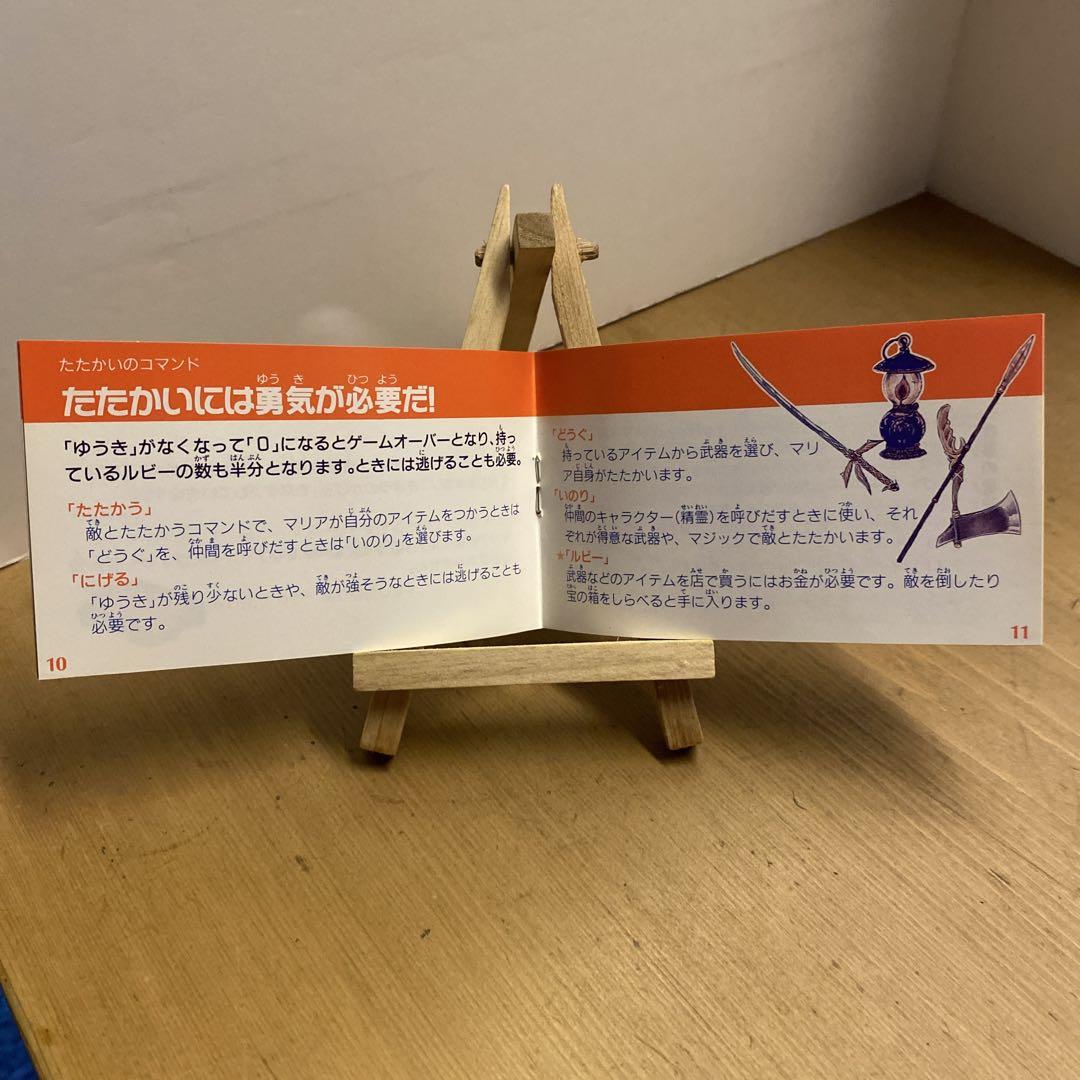 たたかいのコマンド
たたかいには勇気が必要だ!
「ゆうき」がなくなって「0」になるとゲームオーバーとなり、持っ
ているルビーの数も半分となります。ときには逃げることも必要。
「たたかう」
敵とたたかうコマンドで、マリアが自分のアイテムをつかうときは
「どうぐ」を、仲間を呼びだすときは「いのり」を選びます。
「にげる」
「ゆうき」が残り少ないときや、敵が強そうなときには逃げることも
必要です。
10
「どうぐ」
持っているアイテムから武器を選び、マリ
ア自身がたたかいます。
「いのり」
仲間のキャラクター(精霊)を呼びだすときに使い、それ
ぞれが得意な武器や、マジックで敵とたたかいます。
★「ルビー」
武器などのアイテムを店で買うにはお金が必要です。敵を倒したり
宝の箱をしらべると手に入ります。
11